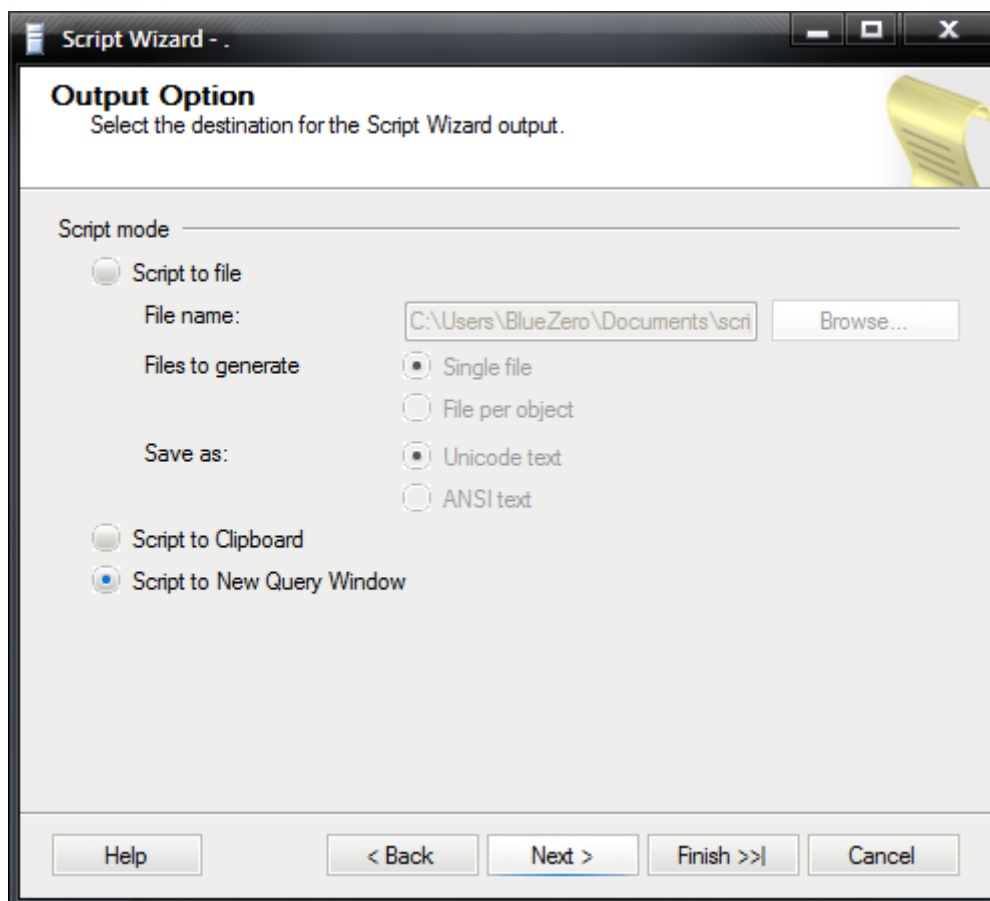 Script Wizard - .
Output Option
Select the destination for the Script Wizard output.
Script mode
Script to file
File name: C:\Users\BlueZero\Documents\scri Browse...
Files to generate Single file
File per object
Save as: Unicode text
ANSI text
Script to Clipboard
Script to New Query Window
Help < Back Next > Finish >>| Cancel